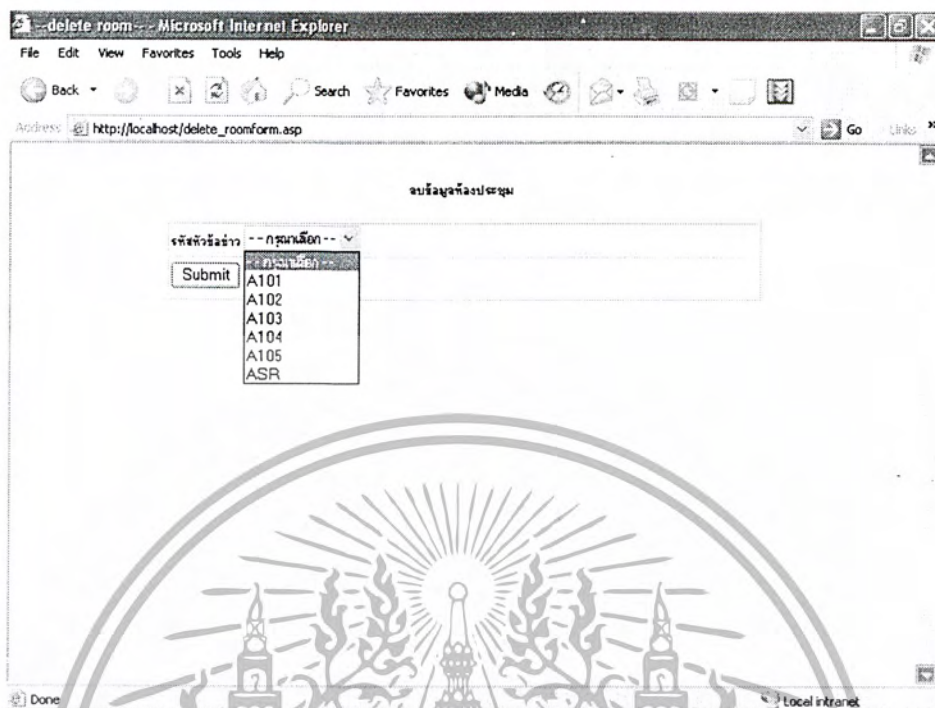 --delete room-- - Microsoft Internet Explorer
File Edit View Favorites Tools Help
Back Search Favorites Media
Address http://localhost/delete_roomform.asp Go Links »
ลบข้อมูลห้องประชุม
รหัสหัวข้อข่าว --กรุณาเลือก--
--กรุณาเลือก--
Submit
A101
A102
A103
A104
A105
ASR
Done Local intranet